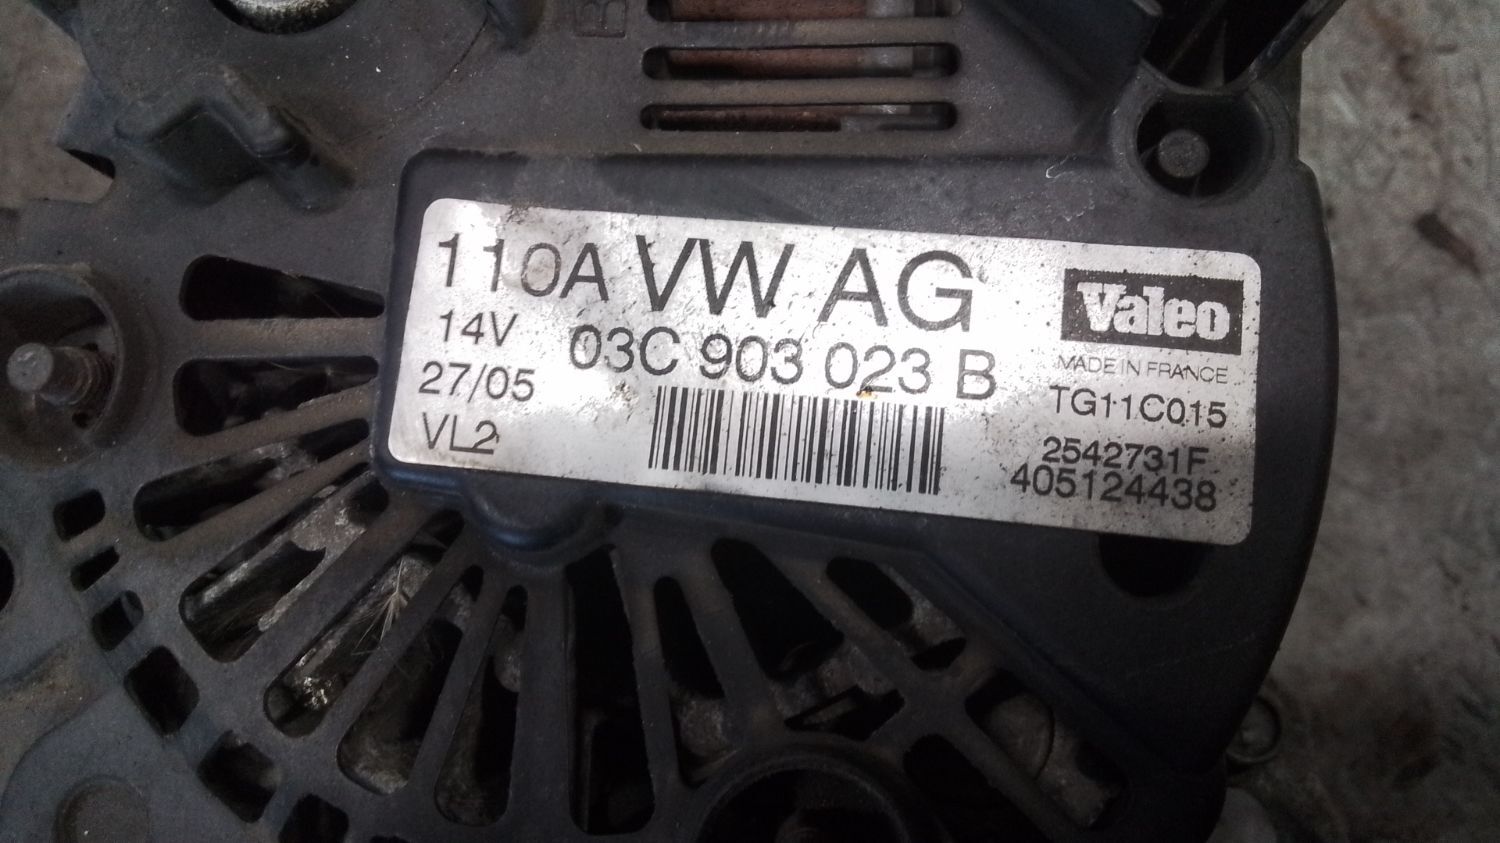 110A VW AG
14V 03C 903 023 B
27/05
VL2
Valeo
MADE IN FRANCE
TG11C015
2542731F
405124438
B